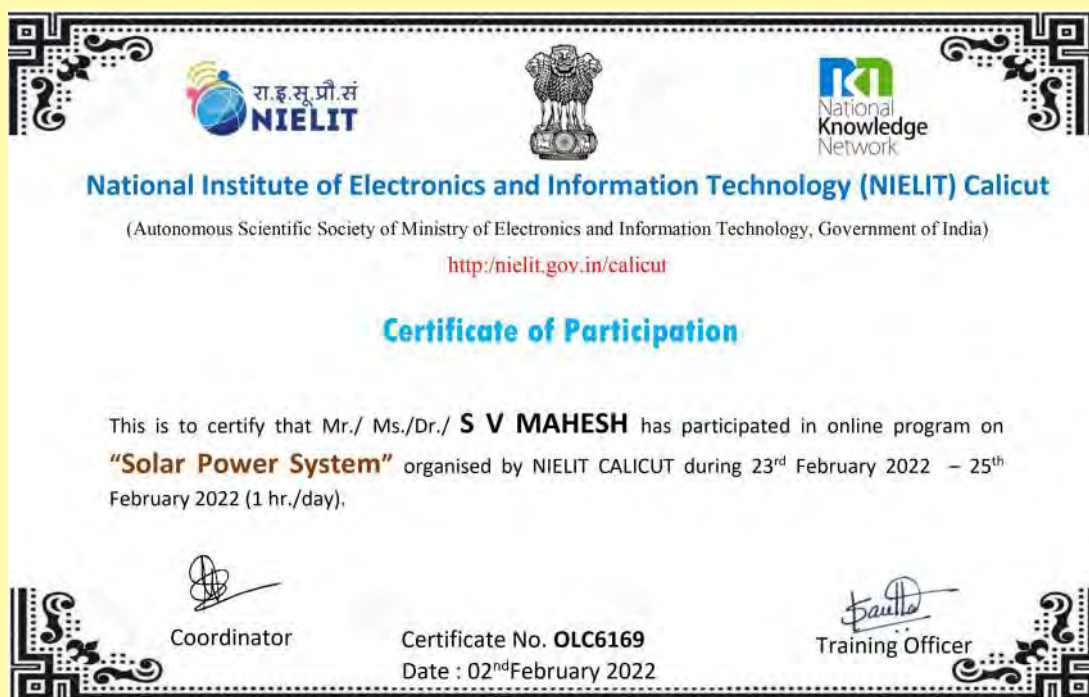 रा.इ.सू.प्रौ.सं
NIELIT
National
Knowledge
Network
National Institute of Electronics and Information Technology (NIELIT) Calicut
(Autonomous Scientific Society of Ministry of Electronics and Information Technology, Government of India)
http:/nielit.gov.in/calicut
Certificate of Participation
This is to certify that Mr./ Ms./Dr./ S V MAHESH has participated in online program on
“Solar Power System” organised by NIELIT CALICUT during 23rd February 2022 – 25th
February 2022 (1 hr./day).
Coordinator
Certificate No. OLC6169
Date : 02ndFebruary 2022
Training Officer